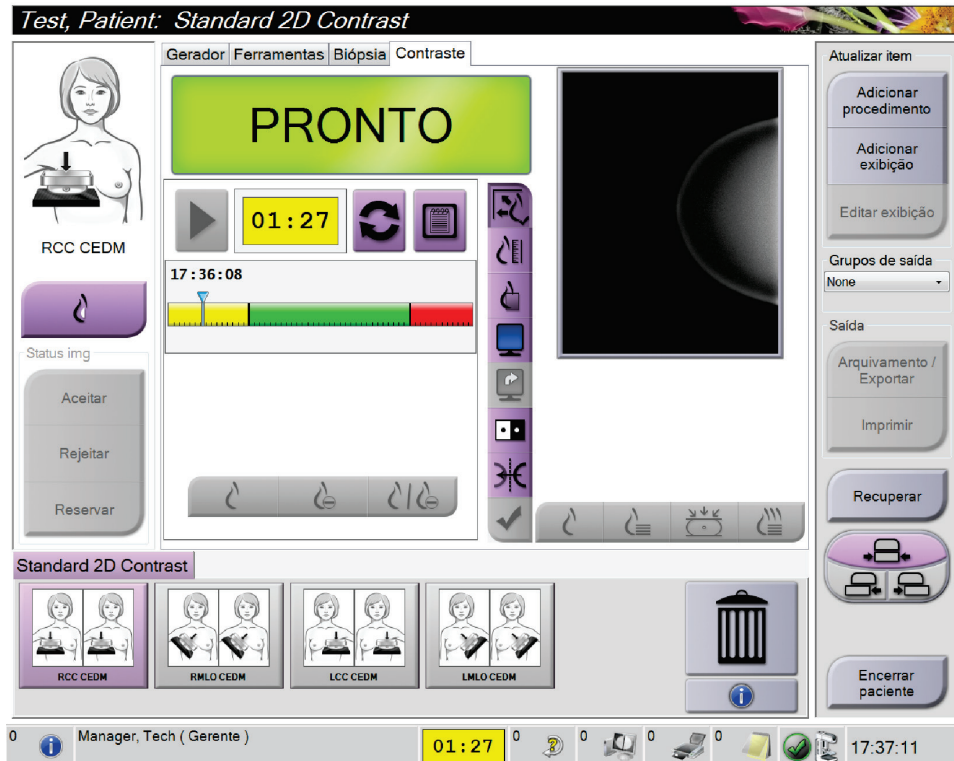 Test, Patient: Standard 2D Contrast
Gerador Ferramentas Biópsia Contraste
PRONTO
01:27
17:36:08
RCC CEDM
Status img
Aceitar
Rejeitar
Reservar
Atualizar item
Adicionar
procedimento
Adicionar
exibição
Editar exibição
Grupos de saída
None
Saída
Arquivamento /
Exportar
Imprimir
Recuperar
Encerrar
paciente
Standard 2D Contrast
RCC CEDM
RMLO CEDM
LCC CEDM
LMLO CEDM
0
Manager, Tech ( Gerente )
01:27
0
0
0
0
17:37:11